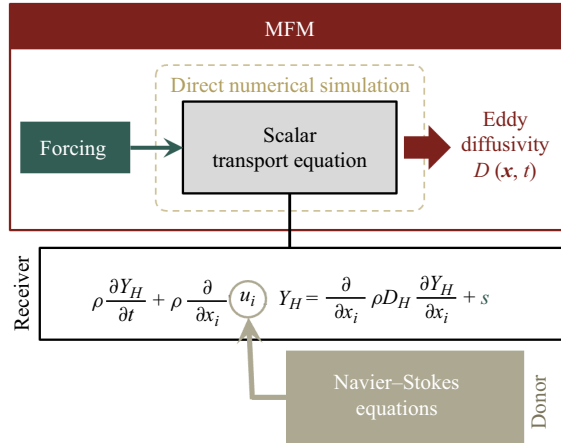 MFM
Direct numerical simulation
Forcing
Scalar
transport equation
Eddy
diffusivity
D (x, t)
Receiver
ρ ∂Y_H/∂t + ρ ∂/∂x_i u_i Y_H = ∂/∂x_i ρD_H ∂Y_H/∂x_i + s
Navier–Stokes
equations
Donor